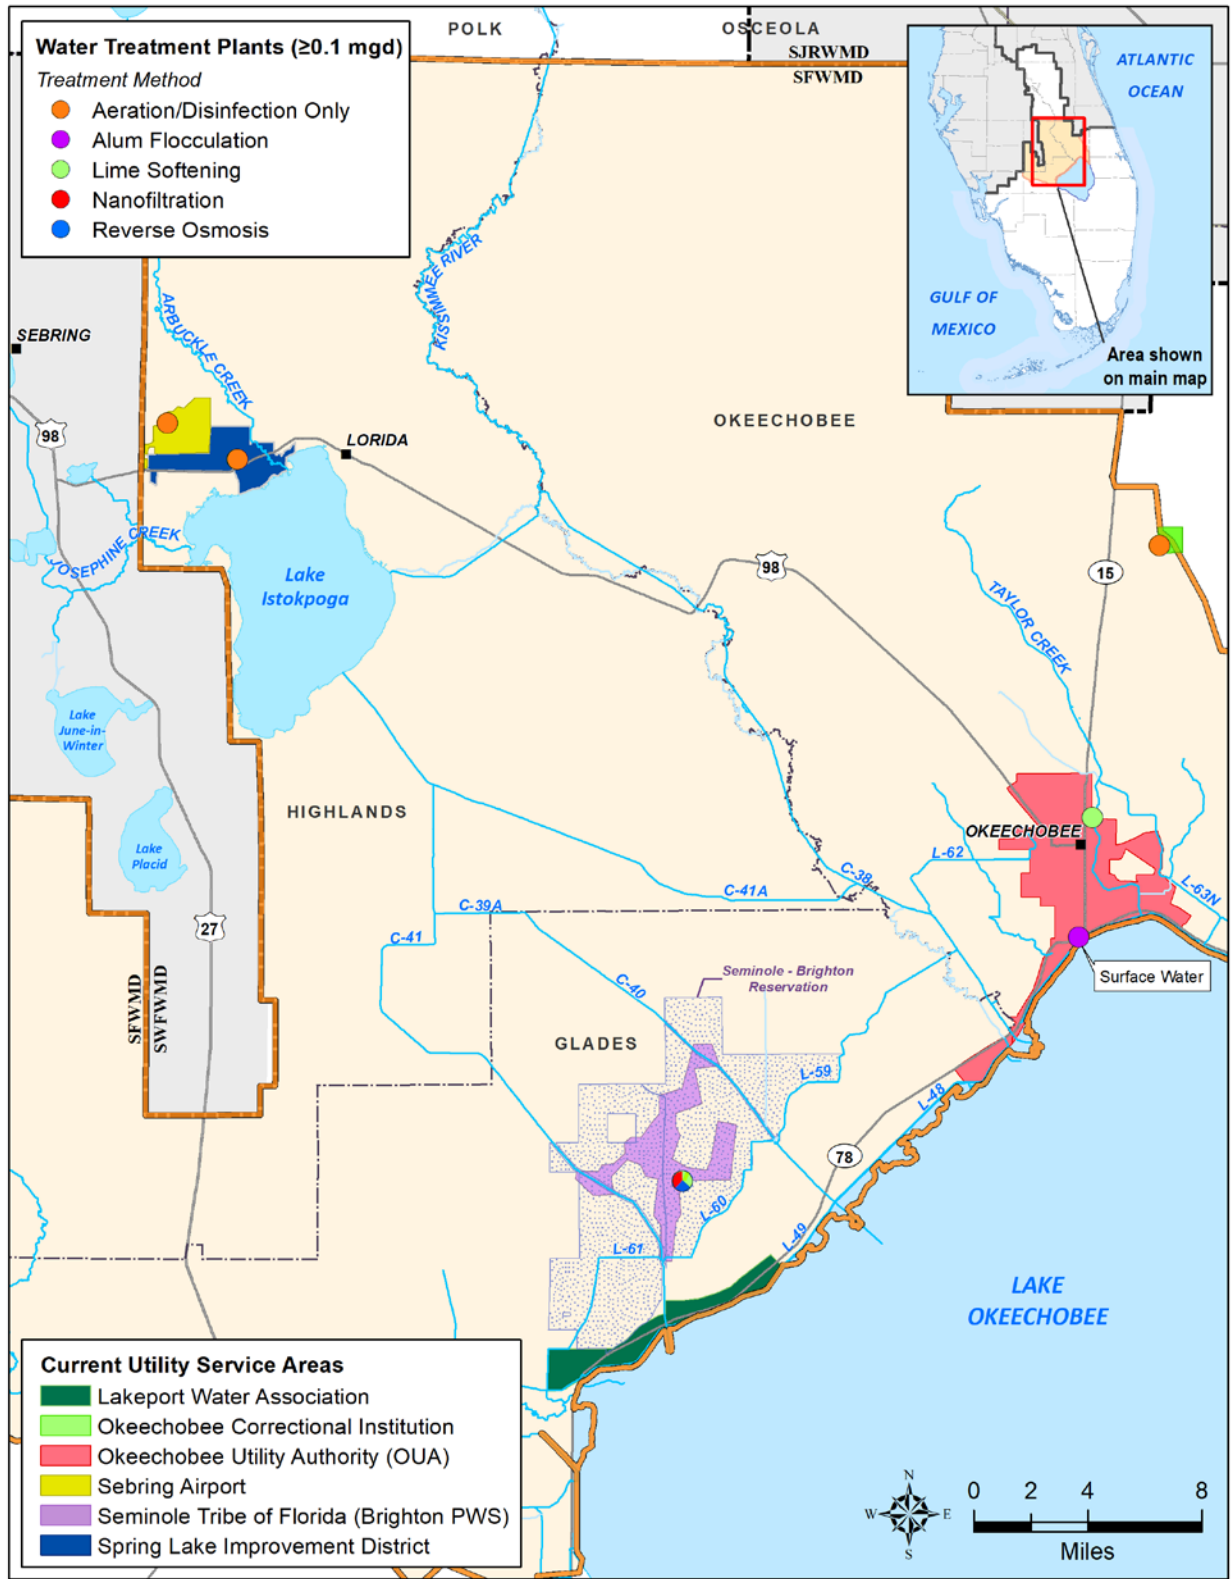 POLK
OSCEOLA
SJRWMD
SFWMD
Water Treatment Plants (≥0.1 mgd)
Treatment Method
Aeration/Disinfection Only
Alum Flocculation
Lime Softening
Nanofiltration
Reverse Osmosis
ATLANTIC
OCEAN
GULF OF
MEXICO
Area shown
on main map
KISSIMMEE RIVER
ARBUCKLE CREEK
SEBRING
98
LORIDA
OKEECHOBEE
JOSEPHINE CREEK
Lake
Istokpoga
98
15
TAYLOR CREEK
Lake
June-in-
Winter
HIGHLANDS
Lake
Placid
OKEECHOBEE
L-62
C-38
L-63N
C-41A
C-39A
C-41
27
Surface Water
Seminole - Brighton
Reservation
C-40
SFWMD
SWFWMD
GLADES
L-59
L-48
78
L-60
L-49
L-61
LAKE
OKEECHOBEE
Current Utility Service Areas
Lakeport Water Association
Okeechobee Correctional Institution
Okeechobee Utility Authority (OUA)
Sebring Airport
Seminole Tribe of Florida (Brighton PWS)
Spring Lake Improvement District
N
W
E
S
0 2 4 8
Miles